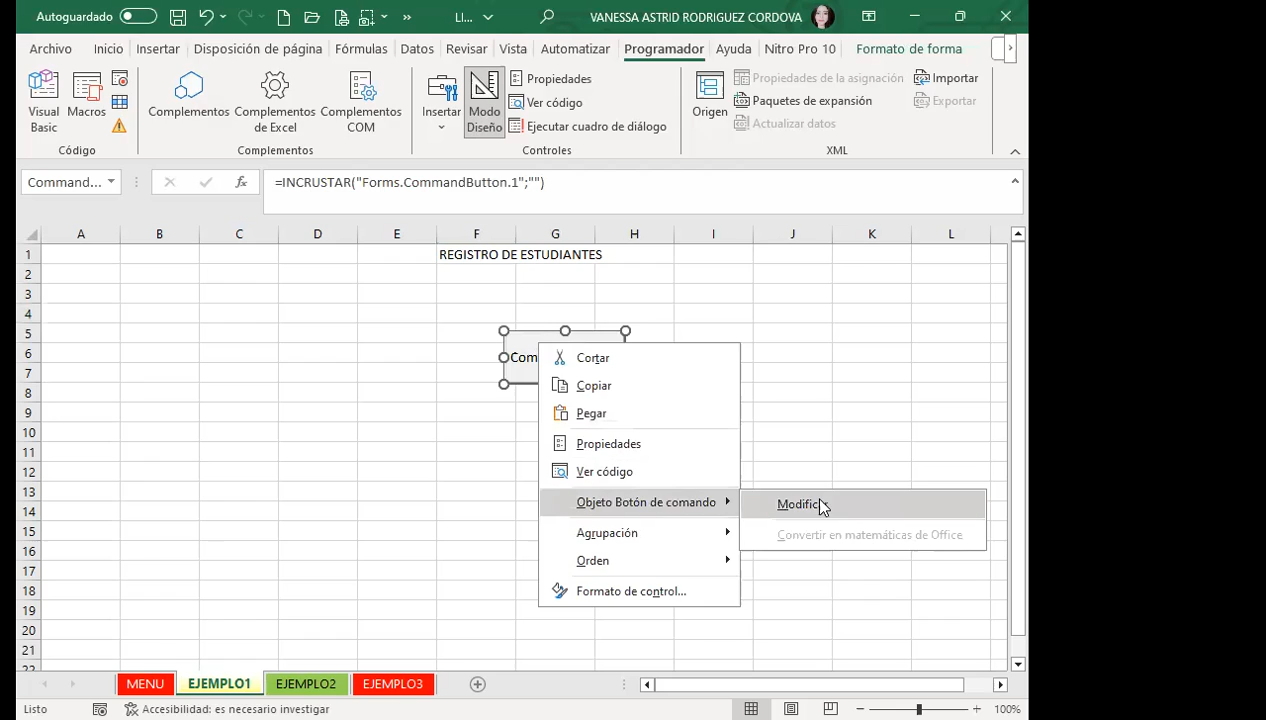 Autoguardado » LI... VANESSA ASTRID RODRIGUEZ CORDOVA
Archivo Inicio Insertar Disposición de página Fórmulas Datos Revisar Vista Automatizar Programador Ayuda Nitro Pro 10 Formato de forma
Visual Basic
Macros
Código
Complementos
Complementos de Excel
Complementos COM
Complementos
Insertar
Modo Diseño
Propiedades
Ver código
Ejecutar cuadro de diálogo
Controles
Origen
Propiedades de la asignación
Paquetes de expansión
Actualizar datos
Importar
Exportar
XML
Command... fx =INCRUSTAR("Forms.CommandButton.1";"")
A B C D E F G H I J K L
1 REGISTRO DE ESTUDIANTES
2
3
4
5
6
7
8
9
10
11
12
13
14
15
16
17
18
19
20
21
22
Com
Cortar
Copiar
Pegar
Propiedades
Ver código
Objeto Botón de comando
Agrupación
Orden
Formato de control...
Modificar
Convertir en matemáticas de Office
MENU EJEMPLO1 EJEMPLO2 EJEMPLO3
Listo Accesibilidad: es necesario investigar 100%